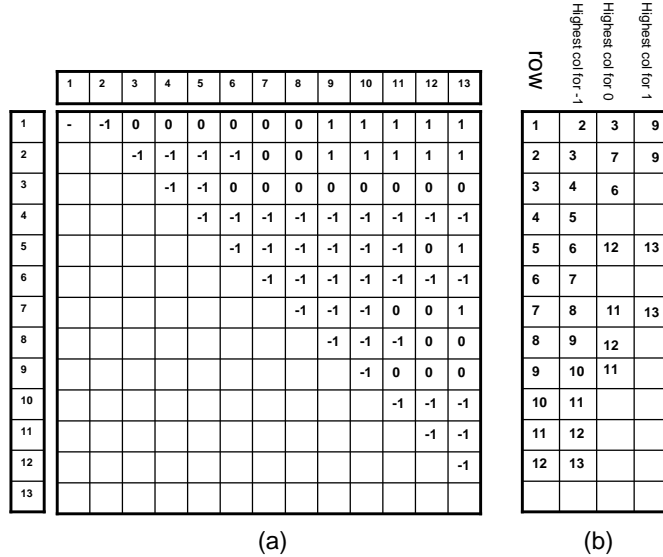 row Highest col for -1 Highest col for 0 Highest col for 1
1 2 3 4 5 6 7 8 9 10 11 12 13
1 - -1 0 0 0 0 0 0 1 1 1 1 1 1 2 3 9
2 -1 -1 -1 -1 0 0 1 1 1 1 1 2 3 7 9
3 -1 -1 0 0 0 0 0 0 0 0 3 4 6
4 -1 -1 -1 -1 -1 -1 -1 -1 -1 4 5
5 -1 -1 -1 -1 -1 -1 0 1 5 6 12 13
6 -1 -1 -1 -1 -1 -1 -1 6 7
7 -1 -1 -1 0 0 1 7 8 11 13
8 -1 -1 -1 0 0 8 9 12
9 -1 0 0 0 9 10 11
10 -1 -1 -1 10 11
11 -1 -1 11 12
12 -1 12 13
13
(a) (b)